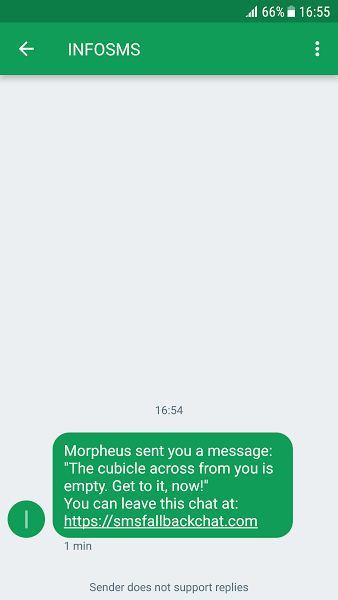 66% 16:55
INFOSMS
16:54
Morpheus sent you a message:
"The cubicle across from you is
empty. Get to it, now!"
You can leave this chat at:
https://smsfallbackchat.com
I
1 min
Sender does not support replies